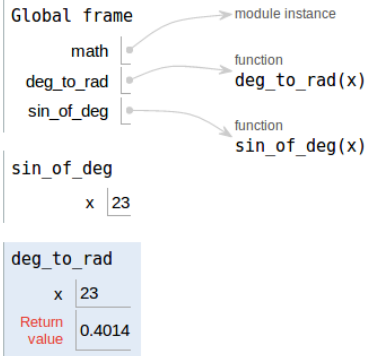 Global frame
module instance
math
function
deg_to_rad
deg_to_rad(x)
sin_of_deg
function
sin_of_deg(x)
sin_of_deg
x 23
deg_to_rad
x 23
Return
value 0.4014